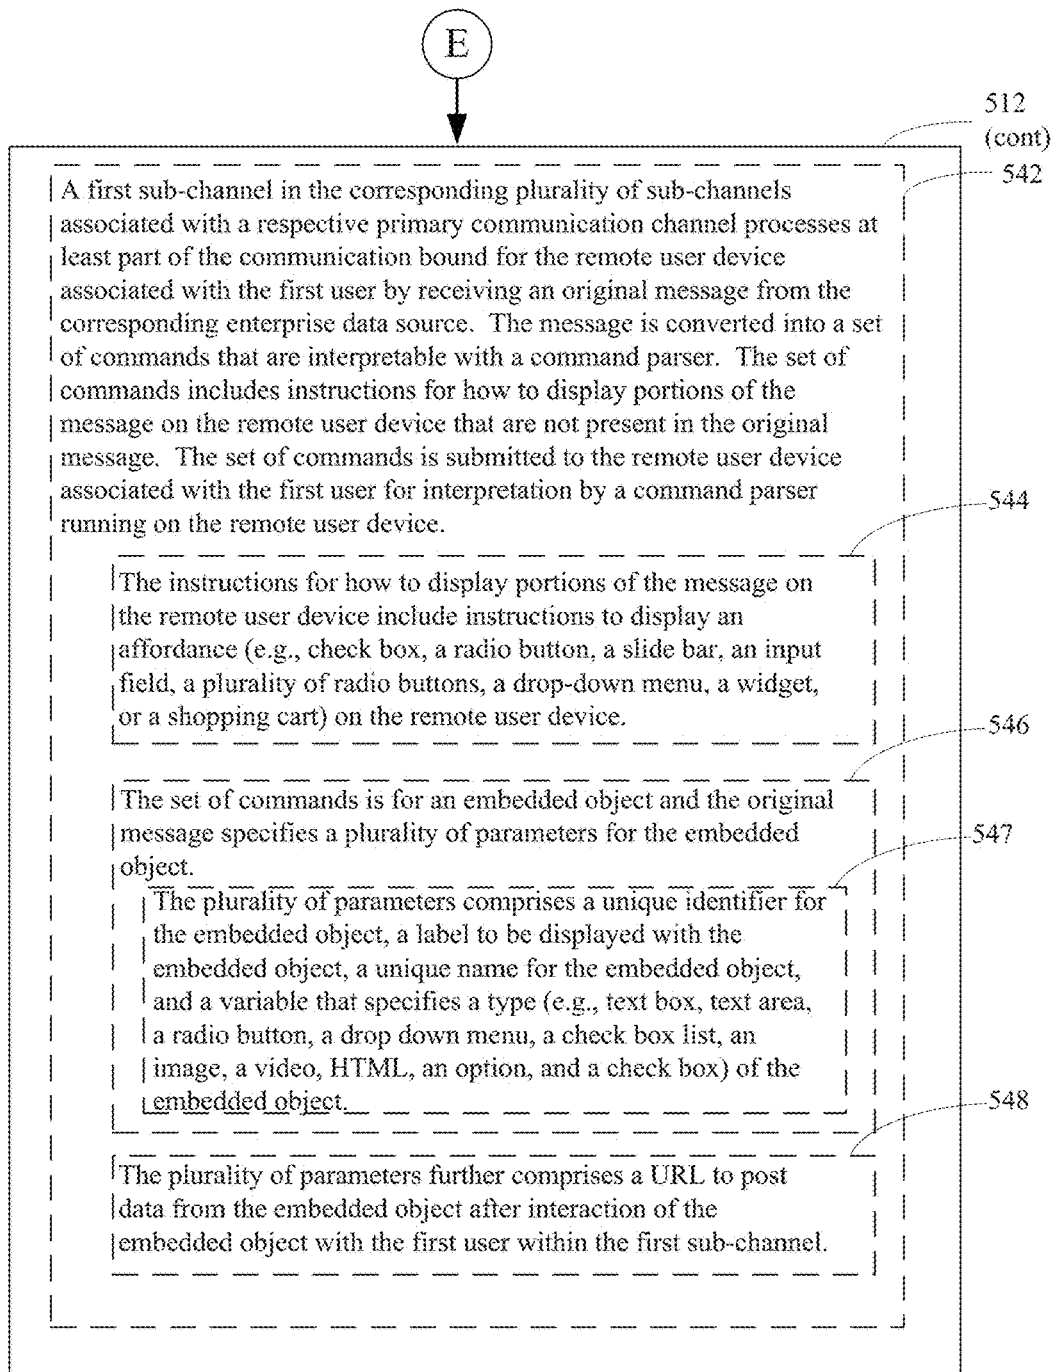 E
512
(cont)
542
A first sub-channel in the corresponding plurality of sub-channels
associated with a respective primary communication channel processes at
least part of the communication bound for the remote user device
associated with the first user by receiving an original message from the
corresponding enterprise data source.  The message is converted into a set
of commands that are interpretable with a command parser.  The set of
commands includes instructions for how to display portions of the
message on the remote user device that are not present in the original
message.  The set of commands is submitted to the remote user device
associated with the first user for interpretation by a command parser
running on the remote user device.
544
The instructions for how to display portions of the message on
the remote user device include instructions to display an
affordance (e.g., check box, a radio button, a slide bar, an input
field, a plurality of radio buttons, a drop-down menu, a widget,
or a shopping cart) on the remote user device.
546
The set of commands is for an embedded object and the original
message specifies a plurality of parameters for the embedded
object.
547
The plurality of parameters comprises a unique identifier for
the embedded object, a label to be displayed with the
embedded object, a unique name for the embedded object,
and a variable that specifies a type (e.g., text box, text area,
a radio button, a drop down menu, a check box list, an
image, a video, HTML, an option, and a check box) of the
embedded object.
548
The plurality of parameters further comprises a URL to post
data from the embedded object after interaction of the
embedded object with the first user within the first sub-channel.